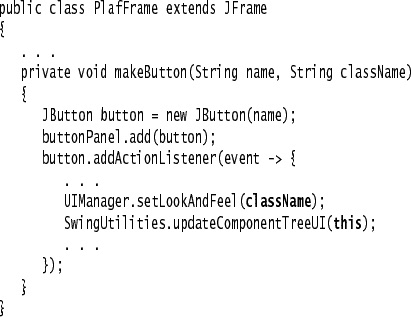 public class PlafFrame extends JFrame
{
   . . .
   private void makeButton(String name, String className)
   {
      JButton button = new JButton(name);
      buttonPanel.add(button);
      button.addActionListener(event -> {
         . . .
         UIManager.setLookAndFeel(className);
         SwingUtilities.updateComponentTreeUI(this);
         . . .
      });
   }
}